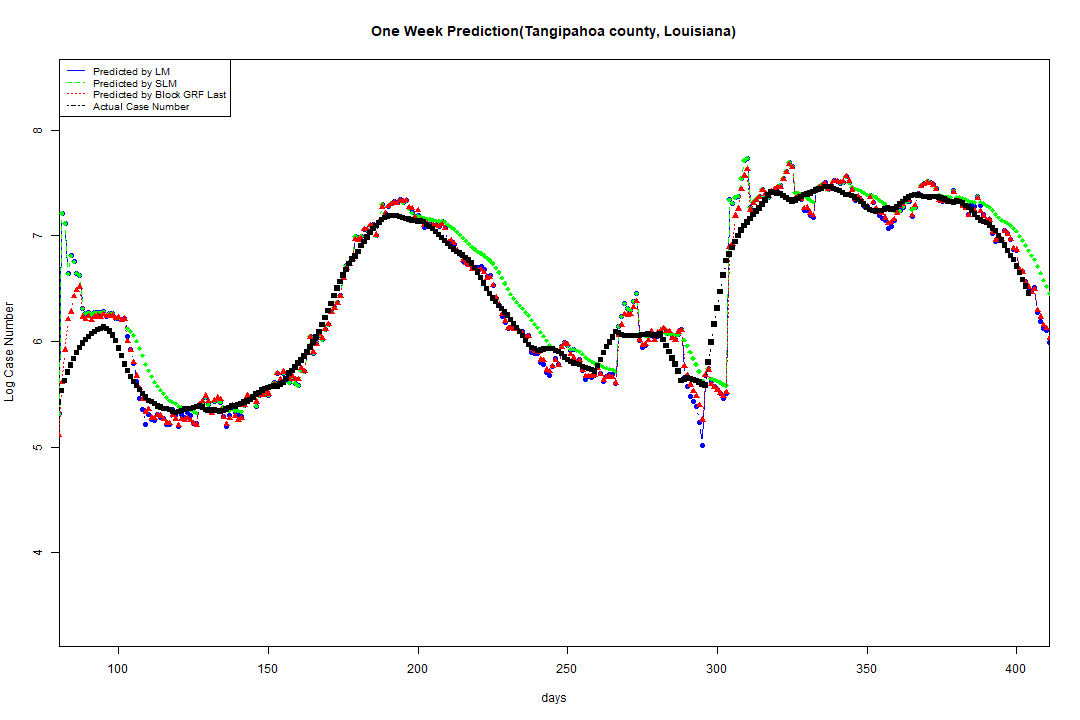 One Week Prediction(Tangipahoa county, Louisiana)
Predicted by LM
Predicted by SLM
Predicted by Block GRF Last
Actual Case Number
8
7
6
5
4
Log Case Number
100 150 200 250 300 350 400
days